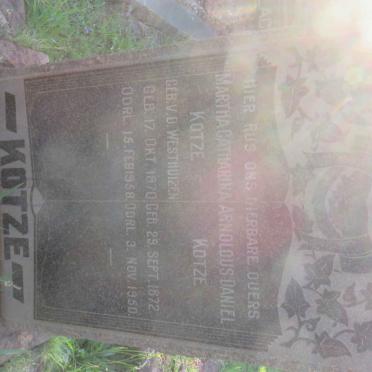 HIER RUS ONS DIERBARE OUERS
MARTHA CATHARINA ARNOLDUS DANIEL
KOTZE KOTZE
GEB. V. D. WESTHUIZEN
GEB. 17. OKT. 1870 GEB. 29. SEPT. 1872.
OORL. 15. FEB. 1958. OORL. 3. NOV. 1950.
KOTZE